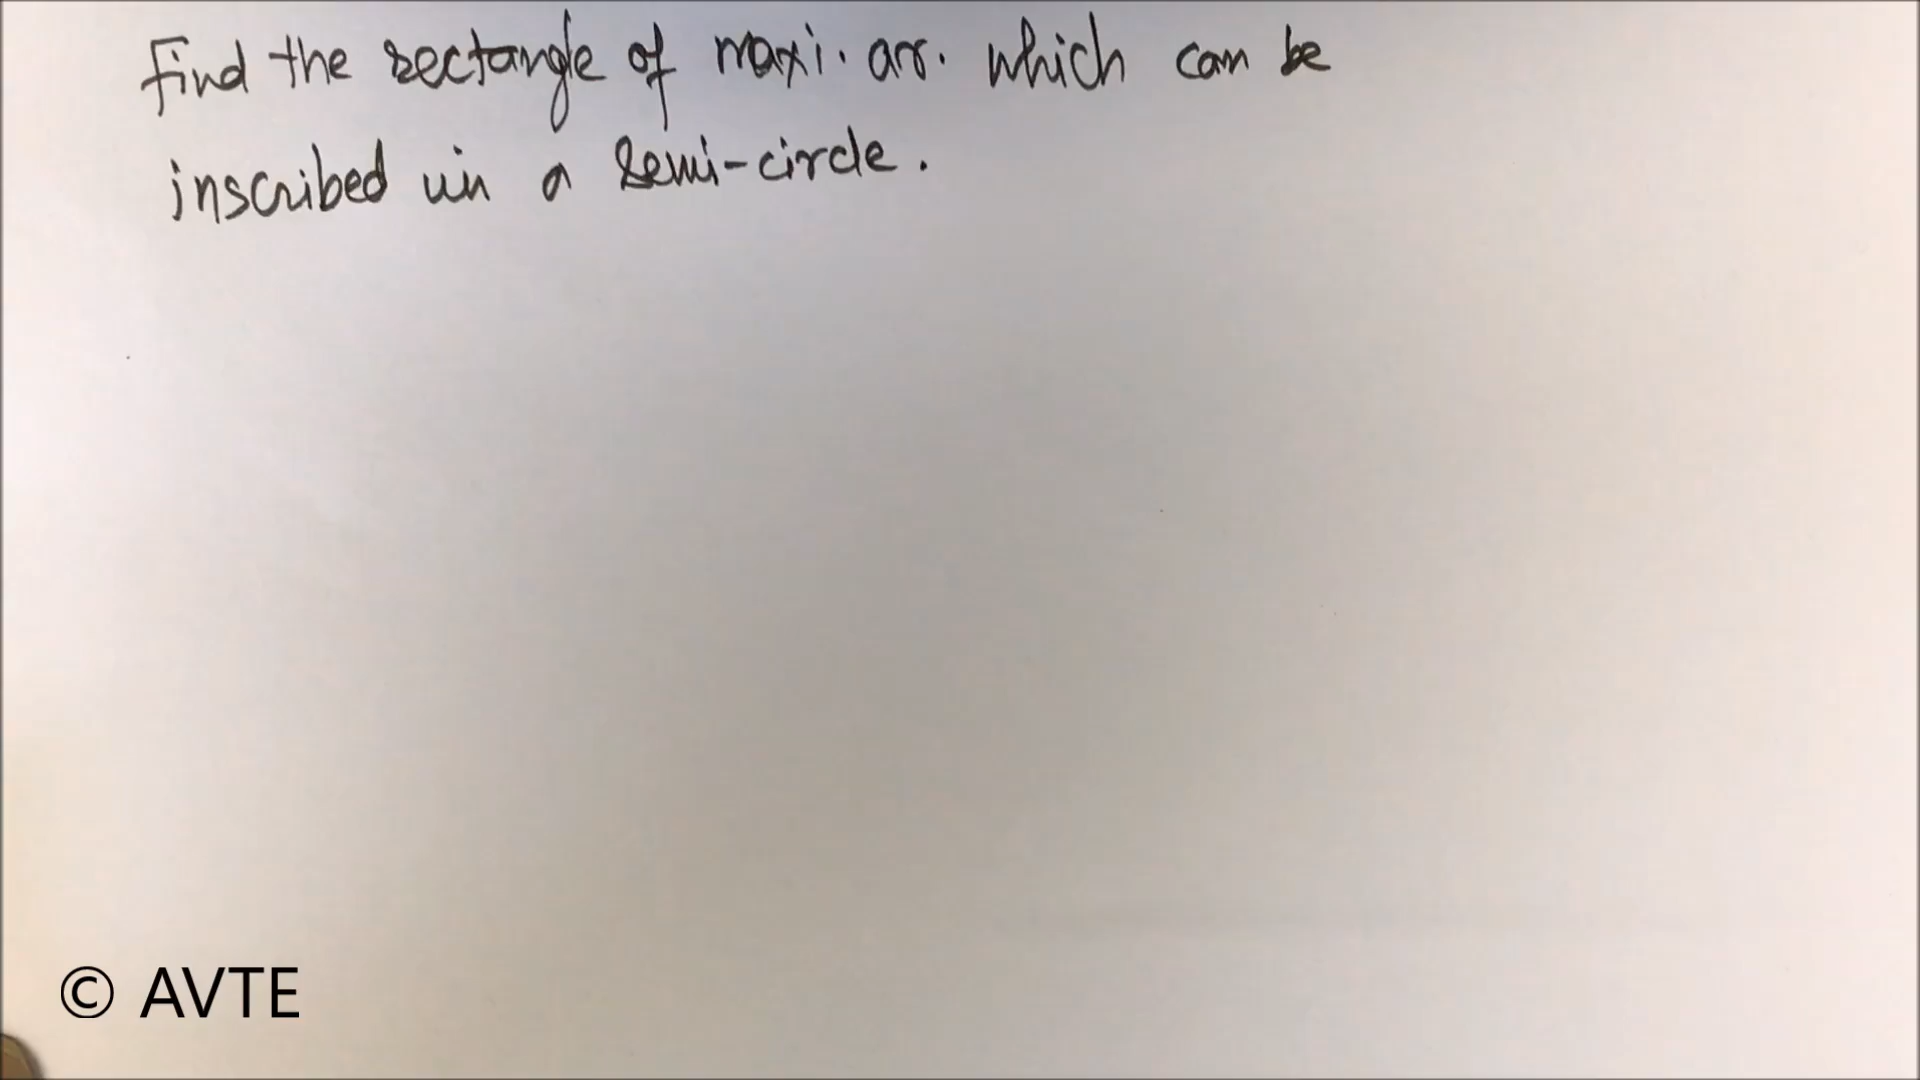 Find the rectangle of maxi. ar. which can be
inscribed in a semi-circle.
© AVTE